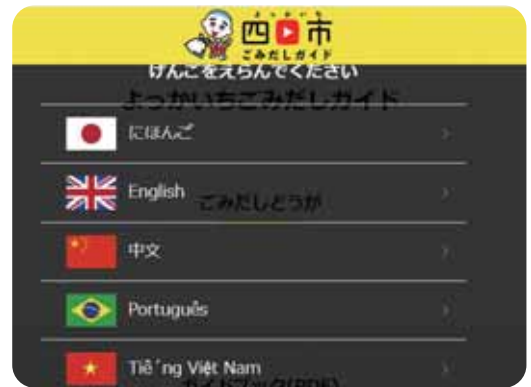 よっかいち
四日市
ごみだしガイド
げんごをえらんでください
よっかいちごみだしガイド
にほんご
English
ごみだしどうが
中文
Português
Tiê´ng Việt Nam
ガイドブック(PDF)